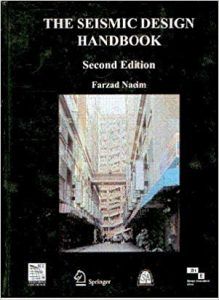 THE SEISMIC DESIGN
HANDBOOK
Second Edition
Farzad Naeim
Springer